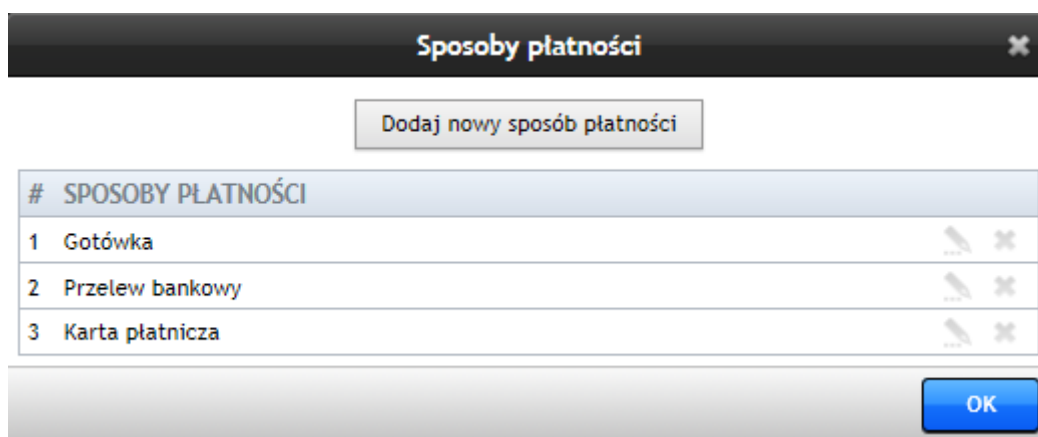 Sposoby płatności
Dodaj nowy sposób płatności
# SPOSOBY PŁATNOŚCI
1 Gotówka
2 Przelew bankowy
3 Karta płatnicza
OK